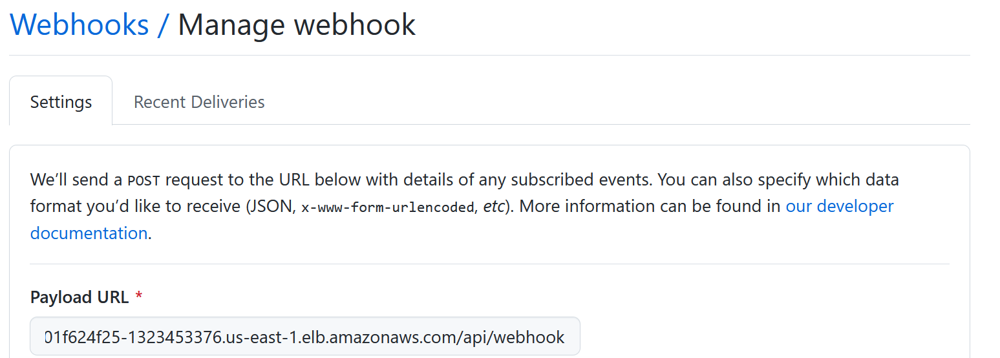 Webhooks / Manage webhook
Settings
Recent Deliveries
We’ll send a POST request to the URL below with details of any subscribed events. You can also specify which data
format you’d like to receive (JSON, x-www-form-urlencoded, etc). More information can be found in our developer
documentation.
Payload URL *
01f624f25-1323453376.us-east-1.elb.amazonaws.com/api/webhook